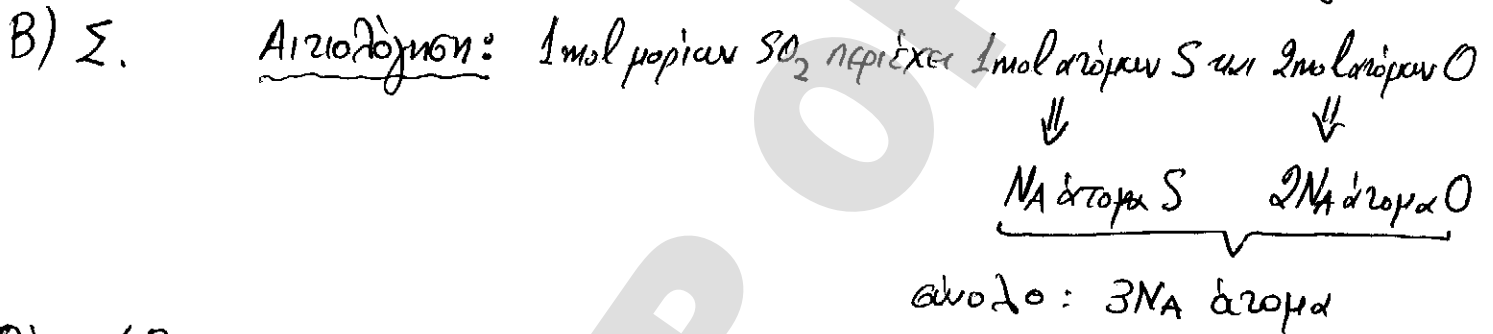 Β) Σ. Αιτιολόγηση: 1mol μορίων SO2 περιέχει 1mol ατόμων S και 2mol ατόμων O
⇓ ⇓
NA άτομα S 2NA άτομα O
σύνολο: 3NA άτομα